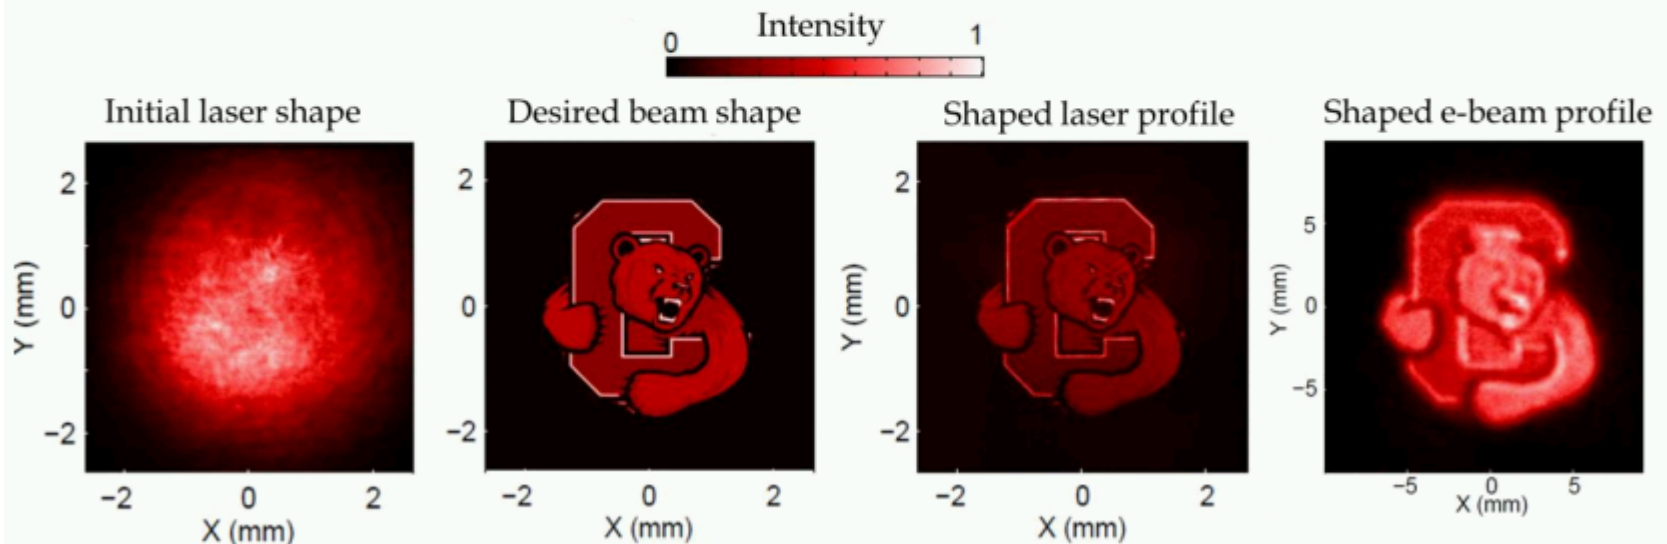 Intensity
0 1
Initial laser shape
Desired beam shape
Shaped laser profile
Shaped e-beam profile
2
0
−2
Y (mm)
−2 0 2
X (mm)
2
0
−2
−2 0 2
X (mm)
2
0
−2
Y (mm)
−2 0 2
X (mm)
5
0
−5
Y (mm)
−5 0 5
X (mm)
C